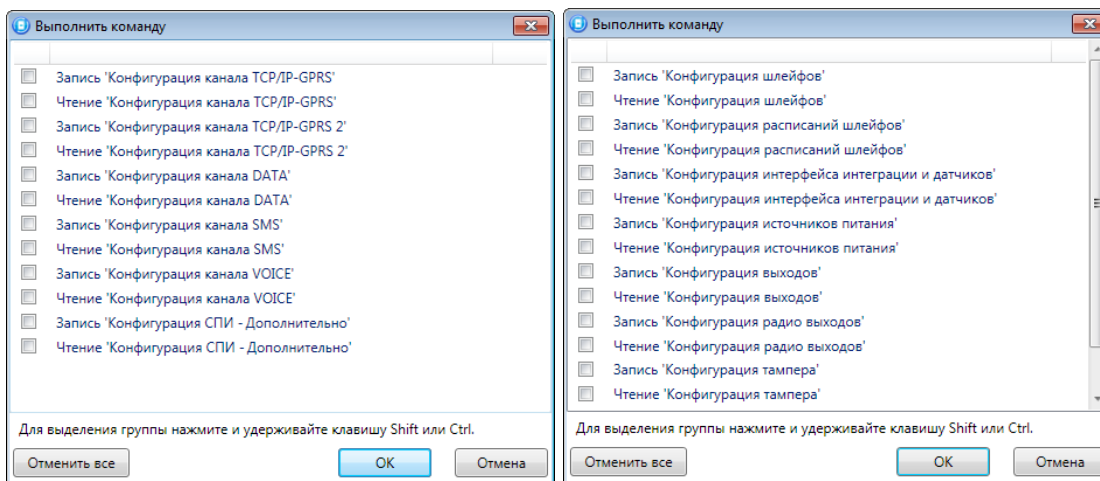 Выполнить команду
Запись 'Конфигурация канала TCP/IP-GPRS'
Чтение 'Конфигурация канала TCP/IP-GPRS'
Запись 'Конфигурация канала TCP/IP-GPRS 2'
Чтение 'Конфигурация канала TCP/IP-GPRS 2'
Запись 'Конфигурация канала DATA'
Чтение 'Конфигурация канала DATA'
Запись 'Конфигурация канала SMS'
Чтение 'Конфигурация канала SMS'
Запись 'Конфигурация канала VOICE'
Чтение 'Конфигурация канала VOICE'
Запись 'Конфигурация СПИ - Дополнительно'
Чтение 'Конфигурация СПИ - Дополнительно'
Для выделения группы нажмите и удерживайте клавишу Shift или Ctrl.
Отменить все
OK
Отмена
Выполнить команду
Запись 'Конфигурация шлейфов'
Чтение 'Конфигурация шлейфов'
Запись 'Конфигурация расписаний шлейфов'
Чтение 'Конфигурация расписаний шлейфов'
Запись 'Конфигурация интерфейса интеграции и датчиков'
Чтение 'Конфигурация интерфейса интеграции и датчиков'
Запись 'Конфигурация источников питания'
Чтение 'Конфигурация источников питания'
Запись 'Конфигурация выходов'
Чтение 'Конфигурация выходов'
Запись 'Конфигурация радио выходов'
Чтение 'Конфигурация радио выходов'
Запись 'Конфигурация тампера'
Чтение 'Конфигурация тампера'
Для выделения группы нажмите и удерживайте клавишу Shift или Ctrl.
Отменить все
OK
Отмена